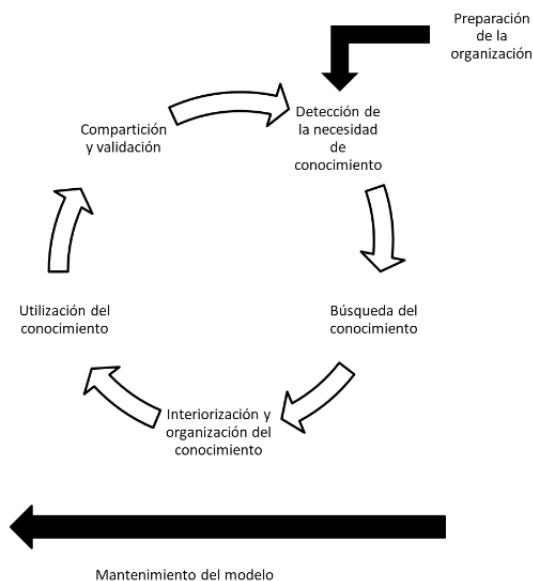 Preparación
de la
organización
Detección de
la necesidad
de
conocimiento
Compartición
y validación
Utilización del
conocimiento
Búsqueda del
conocimiento
Interiorización y
organización del
conocimiento
Mantenimiento del modelo